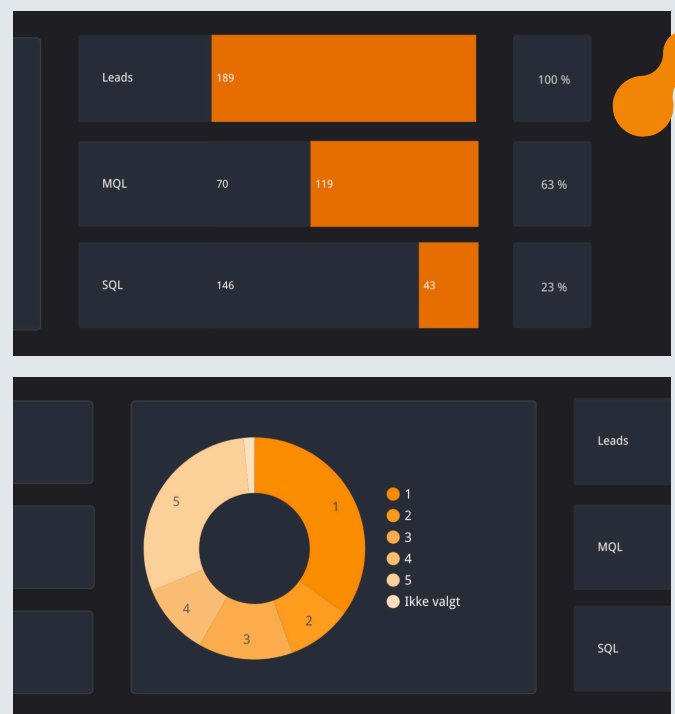 Leads 189 100 %
MQL 70 119 63 %
SQL 146 43 23 %
5 1
4 3 2
1
2
3
4
5
Ikke valgt
Leads
MQL
SQL